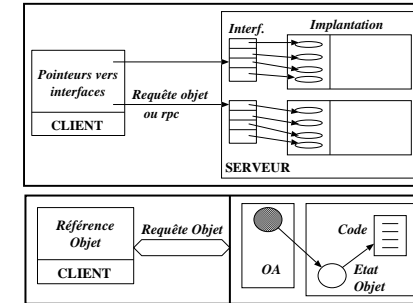 Interf.
Implantation
Pointeurs vers
interfaces
Requête objet
ou rpc
CLIENT
SERVEUR
Référence
Objet
Requête Objet
CLIENT
OA
Code
Etat
Objet